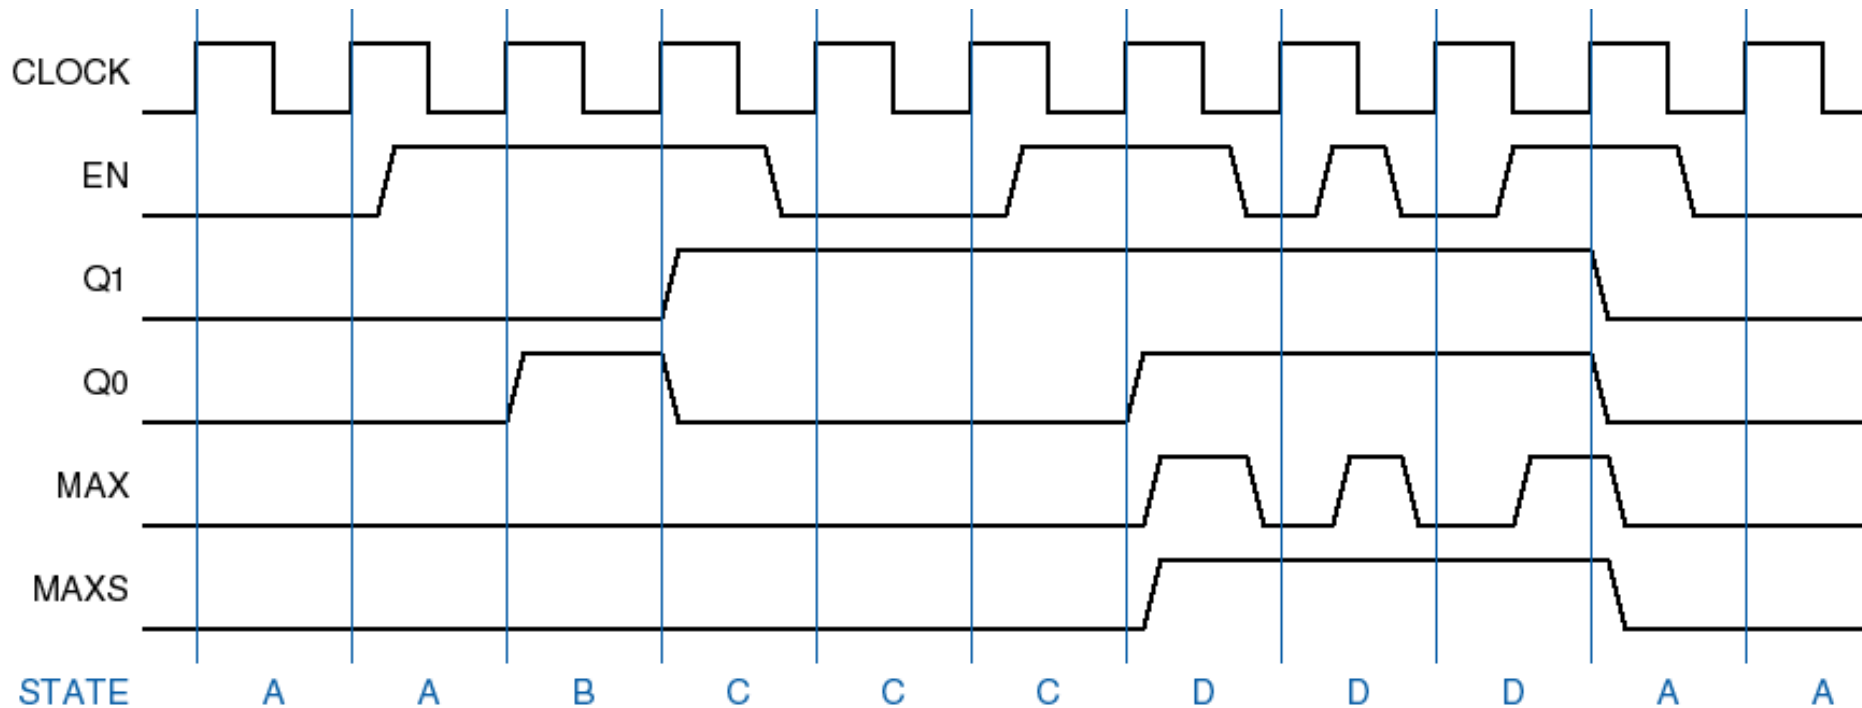 CLOCK
EN
Q1
Q0
MAX
MAXS
STATE A A B C C C D D D A A